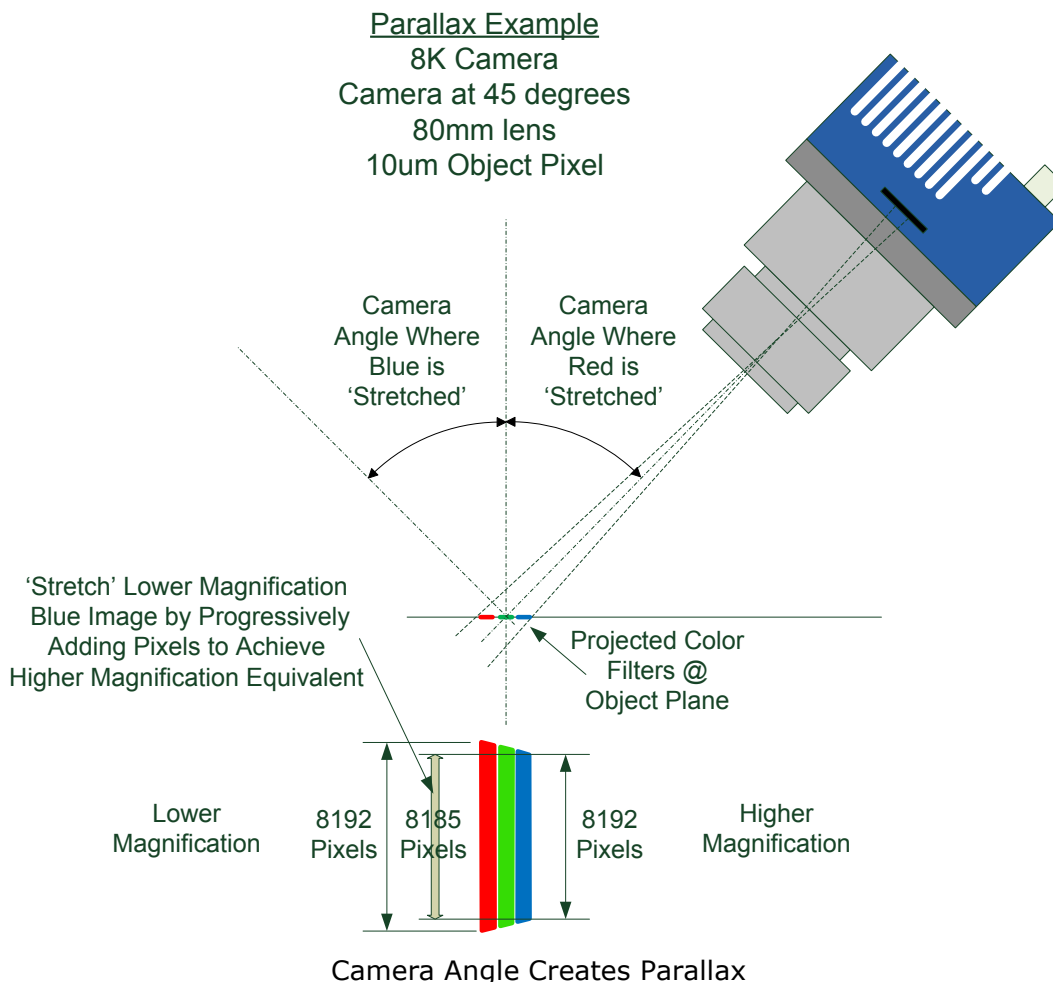 Parallax Example
8K Camera
Camera at 45 degrees
80mm lens
10um Object Pixel
Camera
Angle Where
Blue is
‘Stretched’
Camera
Angle Where
Red is
‘Stretched’
‘Stretch’ Lower Magnification
Blue Image by Progressively
Adding Pixels to Achieve
Higher Magnification Equivalent
Projected Color
Filters @
Object Plane
Lower
Magnification
8192
Pixels
8185
Pixels
8192
Pixels
Higher
Magnification
Camera Angle Creates Parallax